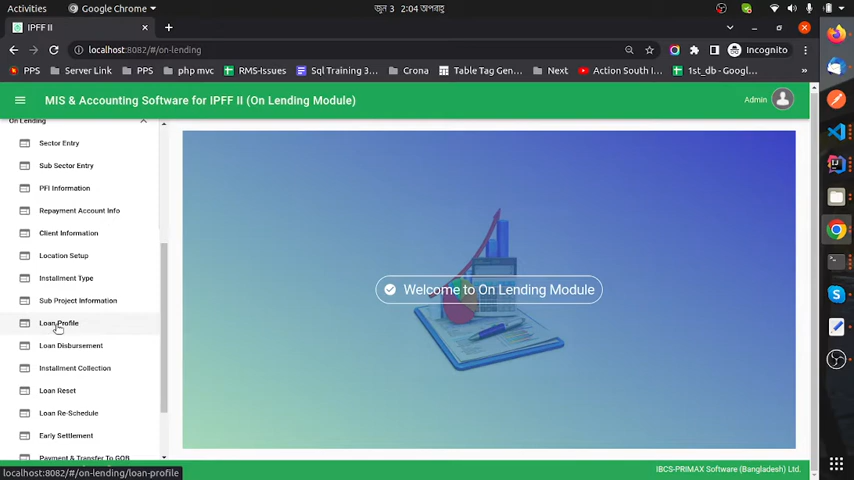 Activities
Google Chrome
জুন 3 2:04 অপরাহ্ণ
IPFF II
localhost:8082/#/on-lending
Incognito
PPS
Server Link
PPS
php mvc
RMS-Issues
Sql Training 3...
Crona
Table Tag Gen...
Next
Action South I...
1st_db - Googl...
MIS & Accounting Software for IPFF II (On Lending Module)
Admin
On Lending
Sector Entry
Sub Sector Entry
PFI Information
Repayment Account Info
Client Information
Location Setup
Installment Type
Sub Project Information
Loan Profile
Loan Disbursement
Installment Collection
Loan Reset
Loan Re-Schedule
Early Settlement
Payment & Transfer To GOB
Welcome to On Lending Module
localhost:8082/#/on-lending/loan-profile
IBCS-PRIMAX Software (Bangladesh) Ltd.